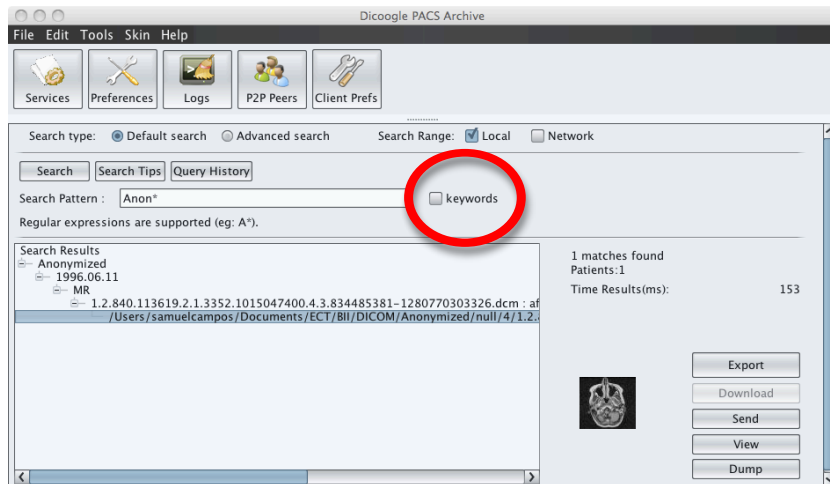 Dicoogle PACS Archive
File Edit Tools Skin Help
Services Preferences Logs P2P Peers Client Prefs
Search type: Default search Advanced search Search Range: Local Network
Search Search Tips Query History
Search Pattern : Anon* keywords
Regular expressions are supported (eg: A*).
Search Results
Anonymized
1996.06.11
MR
1.2.840.113619.2.1.3352.1015047400.4.3.834485381-1280770303326.dcm : af
/Users/samuelcampos/Documents/ECT/BII/DICOM/Anonymized/null/4/1.2.
1 matches found
Patients:1
Time Results(ms): 153
Export
Download
Send
View
Dump